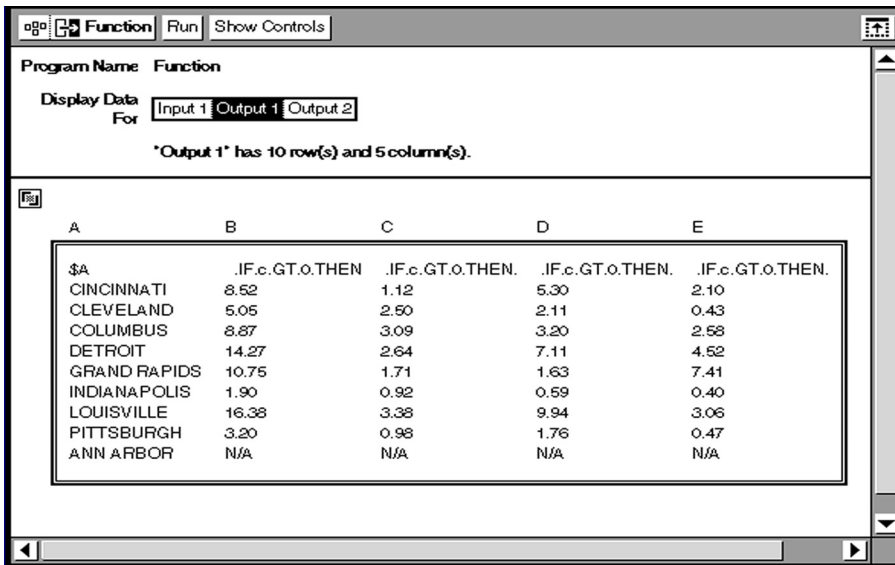 Function Run Show Controls
Program Name Function
Display Data For Input 1 Output 1 Output 2
"Output 1" has 10 row(s) and 5 column(s).
A B C D E
$A .IF.c.GT.0.THEN .IF.c.GT.0.THEN. .IF.c.GT.0.THEN. .IF.c.GT.0.THEN.
CINCINNATI 8.52 1.12 5.30 2.10
CLEVELAND 5.05 2.50 2.11 0.43
COLUMBUS 8.87 3.09 3.20 2.58
DETROIT 14.27 2.64 7.11 4.52
GRAND RAPIDS 10.75 1.71 1.63 7.41
INDIANAPOLIS 1.90 0.92 0.59 0.40
LOUISVILLE 16.38 3.38 9.94 3.06
PITTSBURGH 3.20 0.98 1.76 0.47
ANN ARBOR N/A N/A N/A N/A